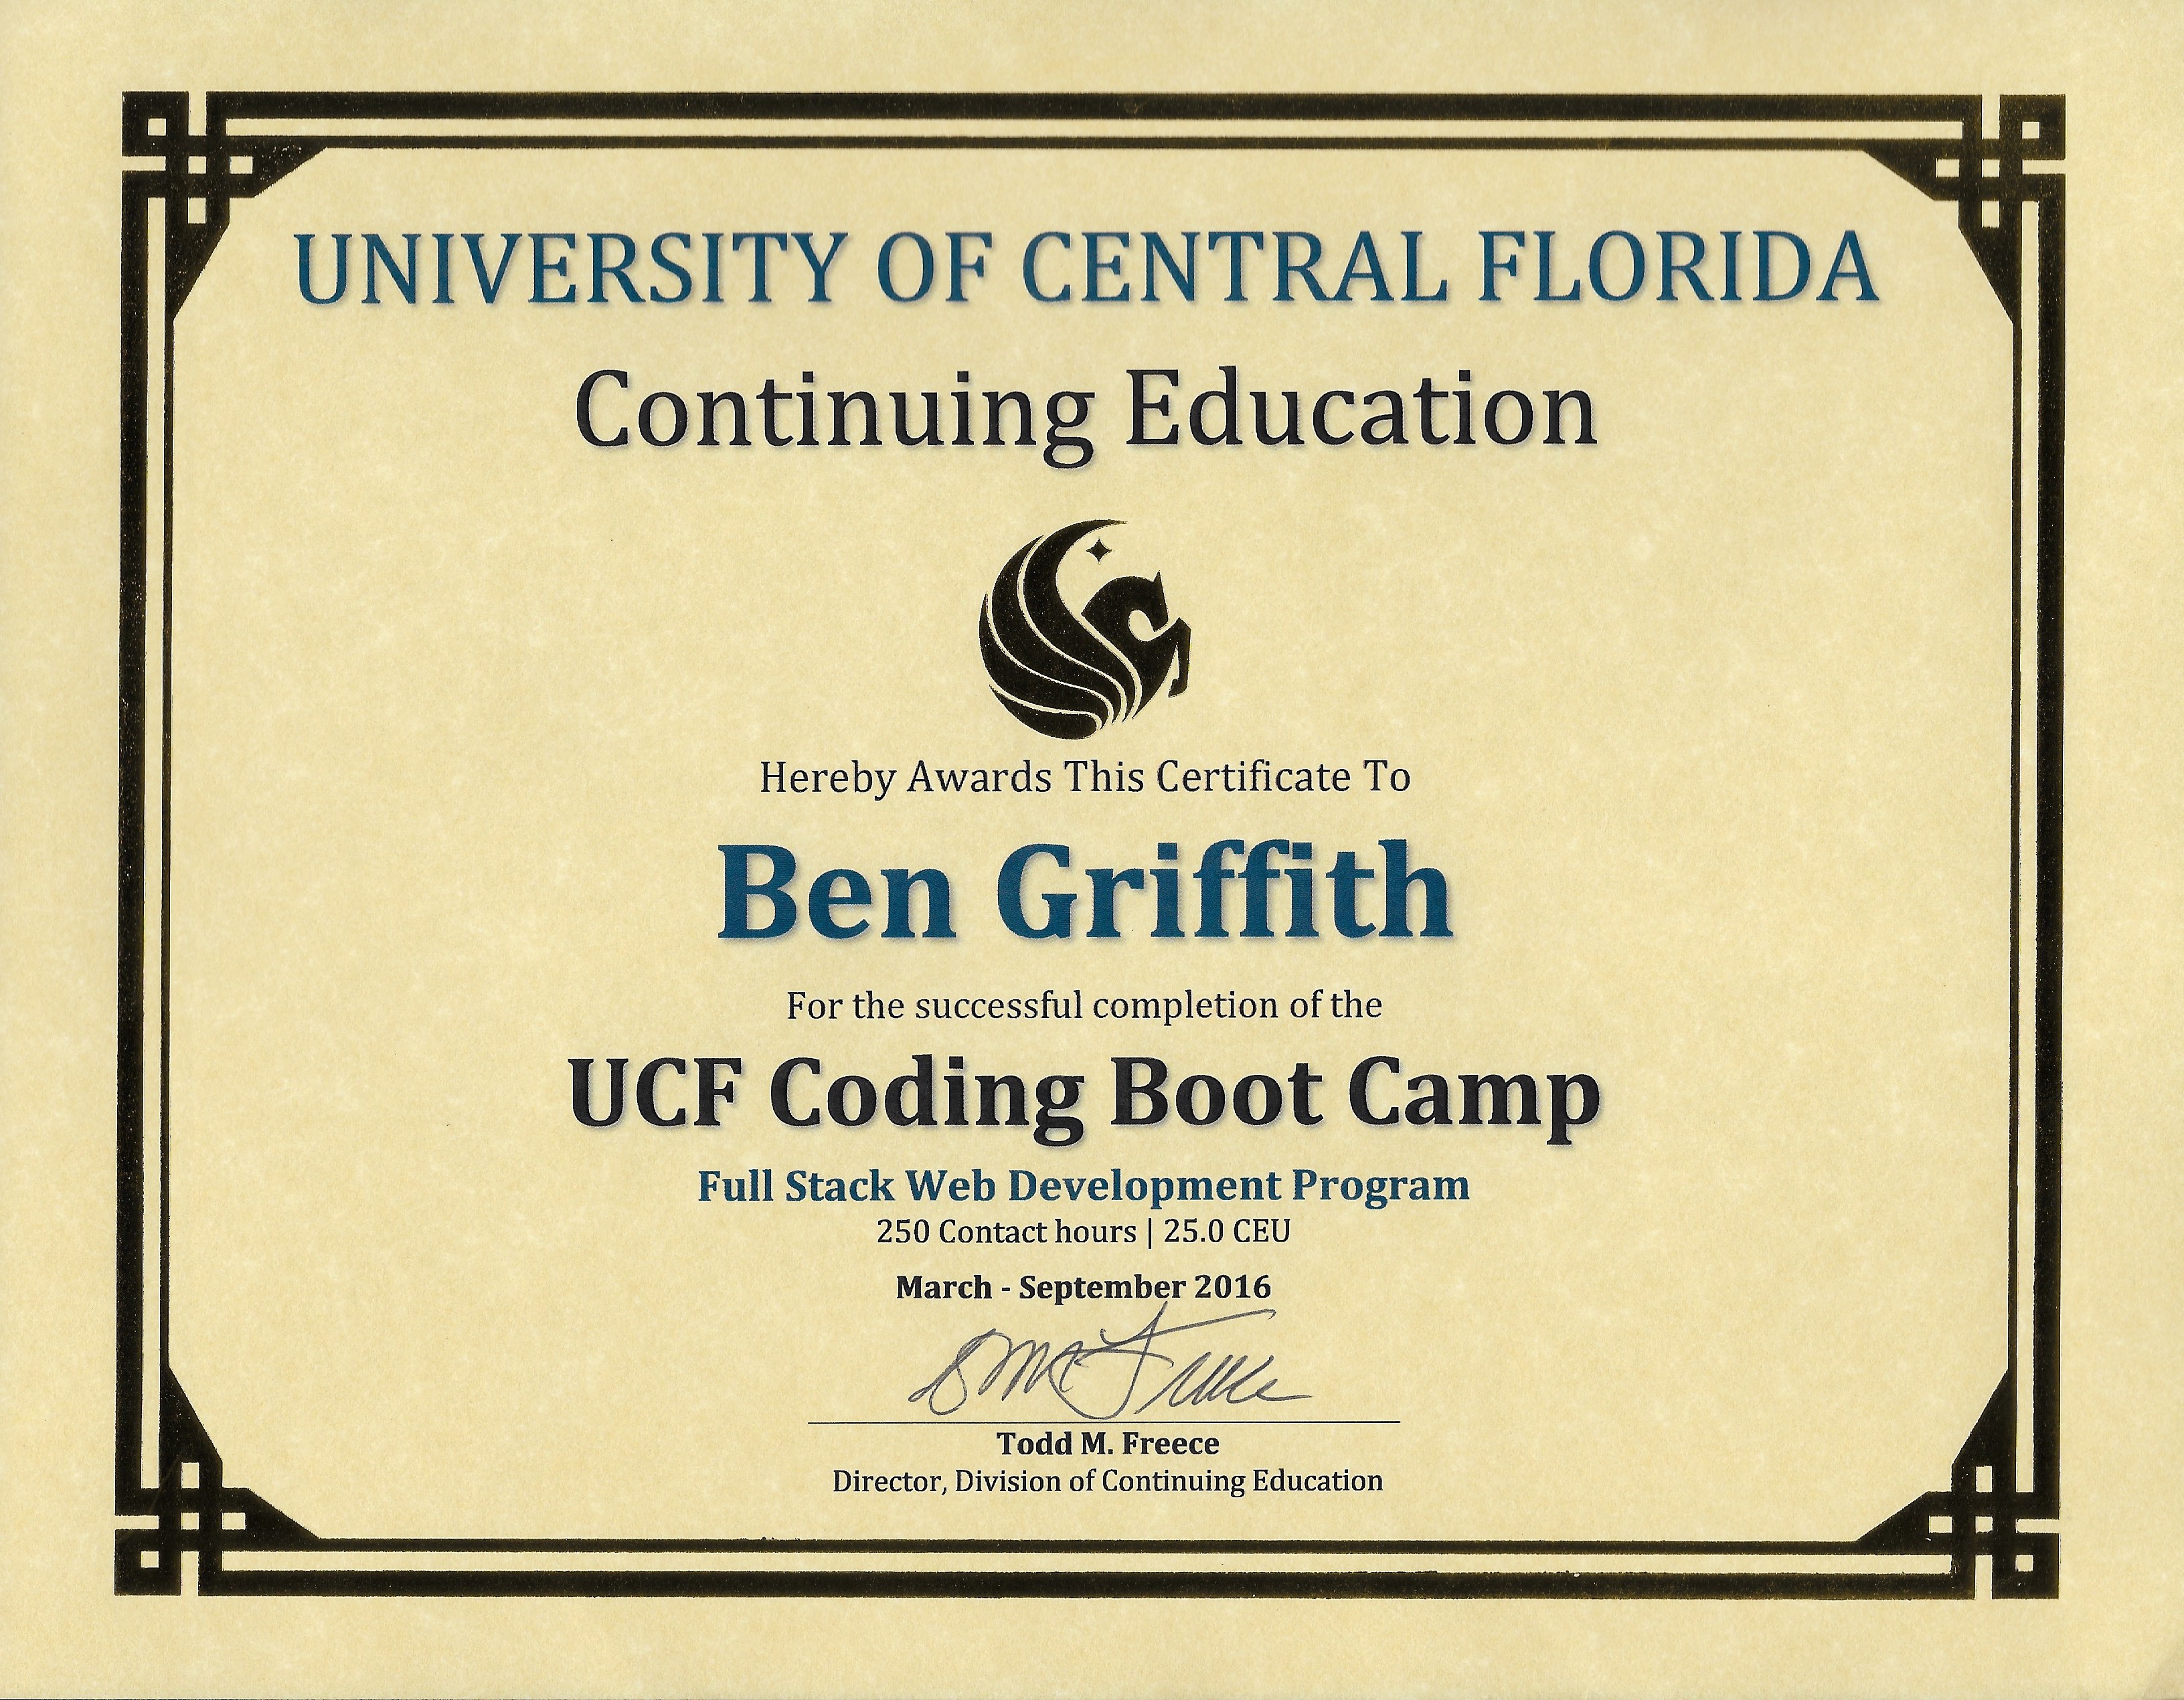 UNIVERSITY OF CENTRAL FLORIDA
Continuing Education
Hereby Awards This Certificate To
Ben Griffith
For the successful completion of the
UCF Coding Boot Camp
Full Stack Web Development Program
250 Contact hours | 25.0 CEU
March - September 2016
Todd M. Freece
Director, Division of Continuing Education